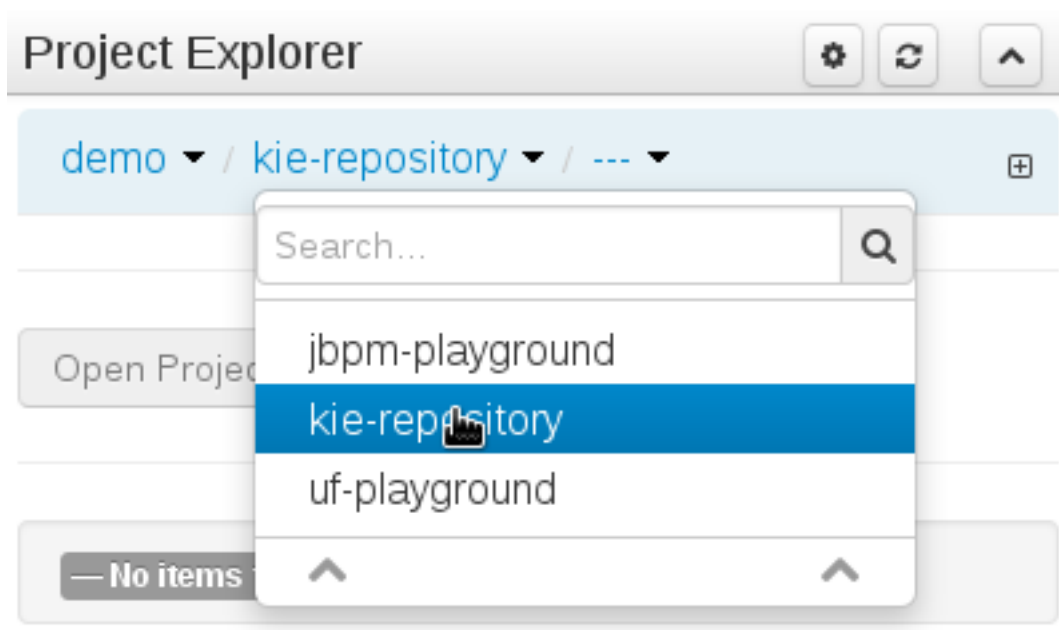 Project Explorer
demo / kie-repository / ---
Search...
jbpm-playground
Open Projec
kie-repository
uf-playground
— No items